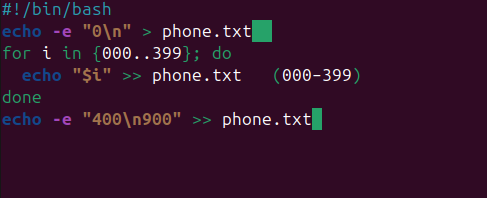 #!/bin/bash
echo -e "0\n" > phone.txt
for i in {000..399}; do
  echo "$i" >> phone.txt   (000-399)
done
echo -e "400\n900" >> phone.txt